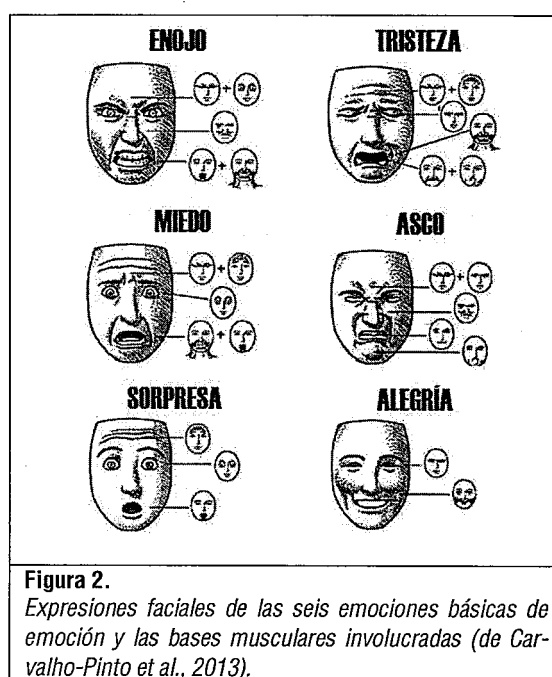 ENOJO
TRISTEZA
MIEDO
ASCO
SORPRESA
ALEGRÍA
Figura 2.
Expresiones faciales de las seis emociones básicas de
emoción y las bases musculares involucradas (de Car-
valho-Pinto et al., 2013).